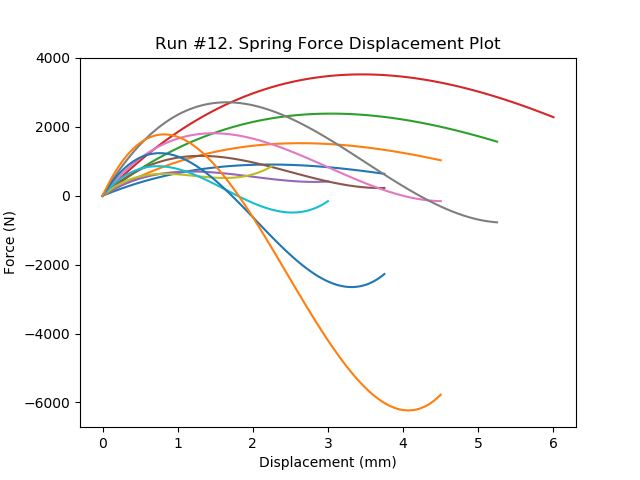 Run #12. Spring Force Displacement Plot
4000
2000
0
−2000
−4000
−6000
Force (N)
0 1 2 3 4 5 6
Displacement (mm)